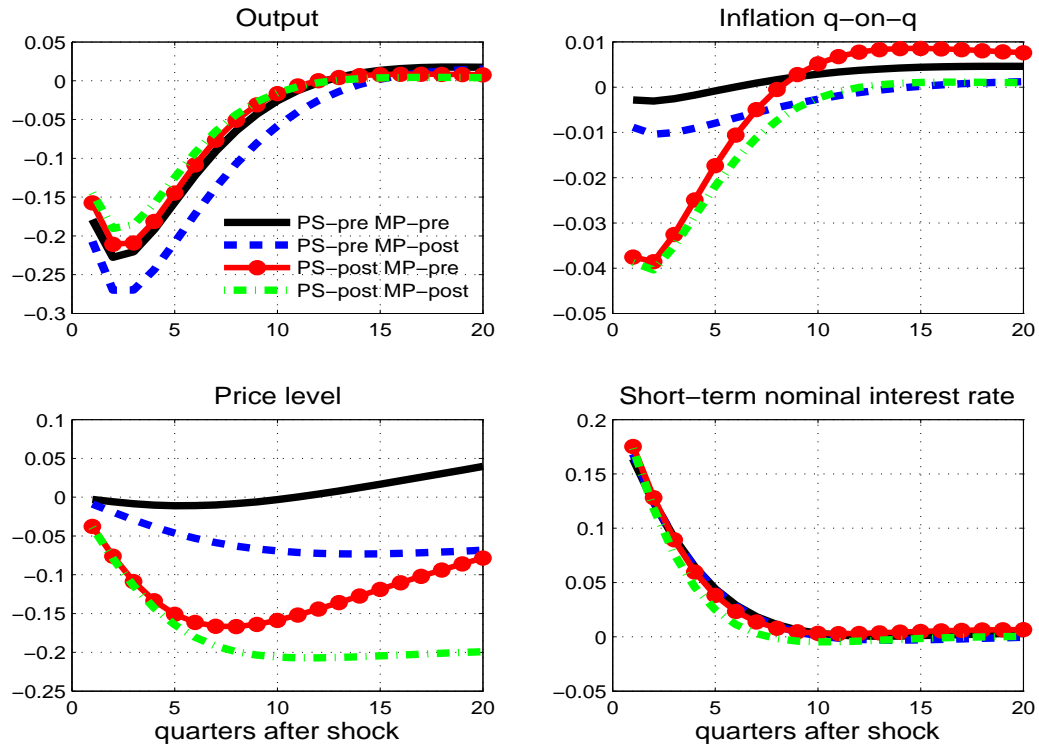 Output
0.05
0
−0.05
−0.1
−0.15
−0.2
−0.25
−0.3
0 5 10 15 20
PS−pre MP−pre
PS−pre MP−post
PS−post MP−pre
PS−post MP−post
Inflation q−on−q
0.01
0
−0.01
−0.02
−0.03
−0.04
−0.05
0 5 10 15 20
Price level
0.1
0.05
0
−0.05
−0.1
−0.15
−0.2
−0.25
0 5 10 15 20
quarters after shock
Short−term nominal interest rate
0.2
0.15
0.1
0.05
0
−0.05
0 5 10 15 20
quarters after shock